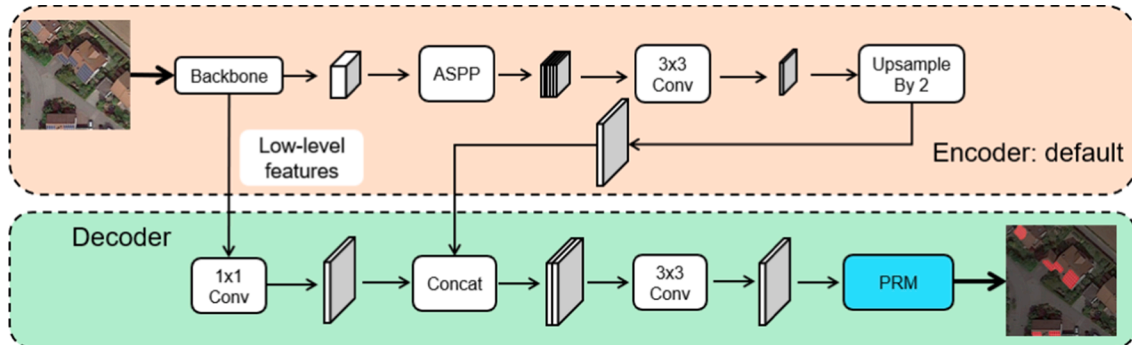 Backbone
ASPP
3x3
Conv
Upsample
By 2
Low-level
features
Encoder: default
Decoder
1x1
Conv
Concat
3x3
Conv
PRM